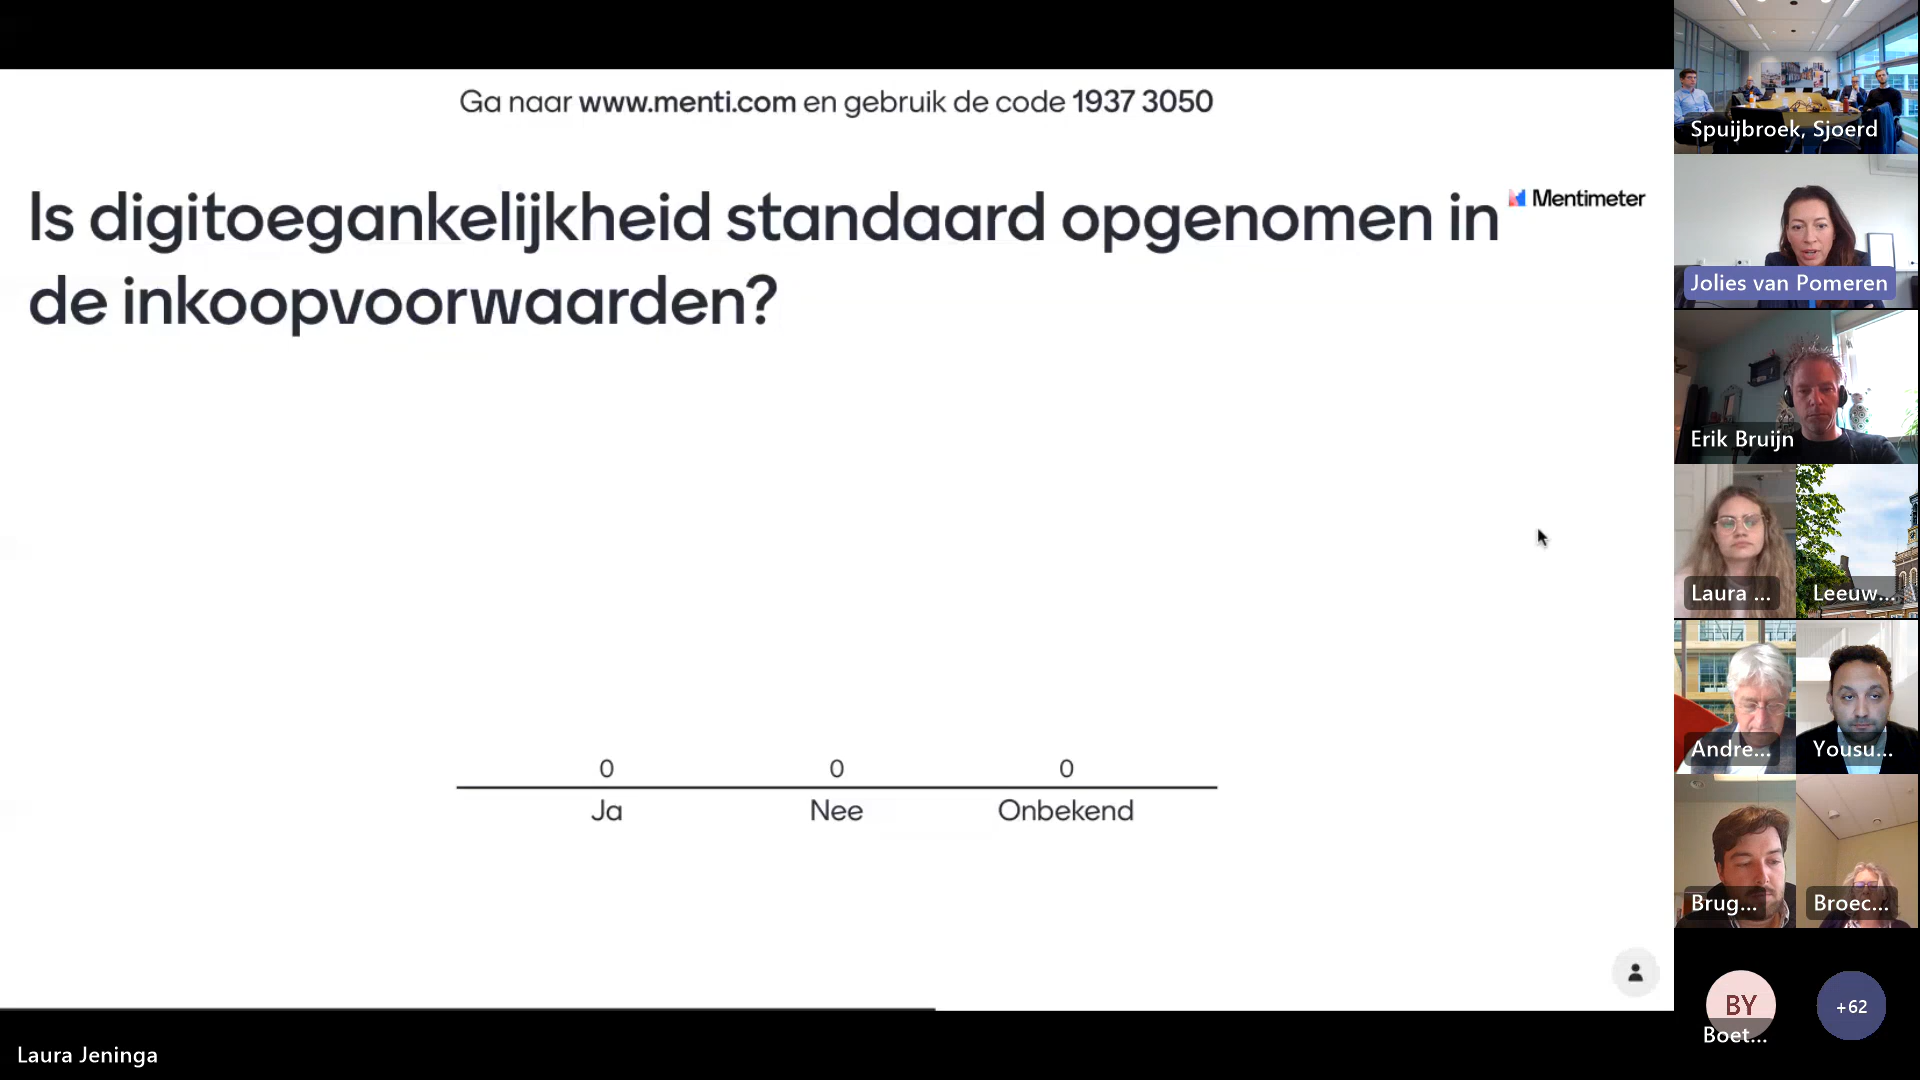 Ga naar www.menti.com en gebruik de code 1937 3050
Is digitoegankelijkheid standaard opgenomen in
de inkoopvoorwaarden?
Mentimeter
0 0 0
Ja Nee Onbekend
Laura Jeninga
Spuijbroek, Sjoerd
Jolies van Pomeren
Erik Bruijn
Laura ... Leeuw...
Andre... Yousu...
Brug... Broec...
BY +62
Boet...